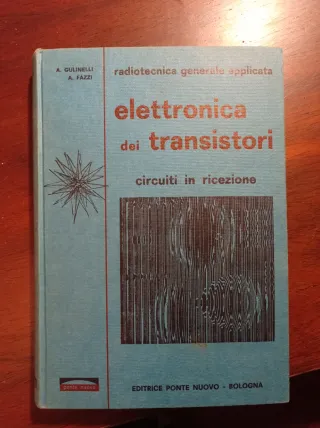 A. GULINELLI
A. FAZZI
radiotecnica generale applicata
elettronica
dei transistori
circuiti in ricezione
EDITRICE PONTE NUOVO - BOLOGNA